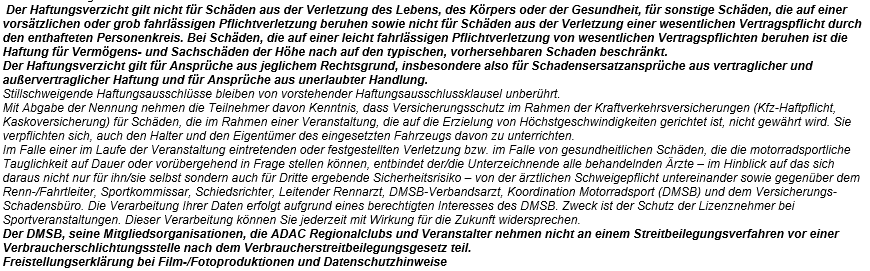 Der Haftungsverzicht gilt nicht für Schäden aus der Verletzung des Lebens, des Körpers oder der Gesundheit, für sonstige Schäden, die auf einer
vorsätzlichen oder grob fahrlässigen Pflichtverletzung beruhen sowie nicht für Schäden aus der Verletzung einer wesentlichen Vertragspflicht durch
den enthafteten Personenkreis. Bei Schäden, die auf einer leicht fahrlässigen Pflichtverletzung von wesentlichen Vertragspflichten beruhen ist die
Haftung für Vermögens- und Sachschäden der Höhe nach auf den typischen, vorhersehbaren Schaden beschränkt.
Der Haftungsverzicht gilt für Ansprüche aus jeglichem Rechtsgrund, insbesondere also für Schadensersatzansprüche aus vertraglicher und
außervertraglicher Haftung und für Ansprüche aus unerlaubter Handlung.
Stillschweigende Haftungsausschlüsse bleiben von vorstehender Haftungsausschlussklausel unberührt.
Mit Abgabe der Nennung nehmen die Teilnehmer davon Kenntnis, dass Versicherungsschutz im Rahmen der Kraftverkehrsversicherungen (Kfz-Haftpflicht,
Kaskoversicherung) für Schäden, die im Rahmen einer Veranstaltung, die auf die Erzielung von Höchstgeschwindigkeiten gerichtet ist, nicht gewährt wird. Sie
verpflichten sich, auch den Halter und den Eigentümer des eingesetzten Fahrzeugs davon zu unterrichten.
Im Falle einer im Laufe der Veranstaltung eintretenden oder festgestellten Verletzung bzw. im Falle von gesundheitlichen Schäden, die die motorradsportliche
Tauglichkeit auf Dauer oder vorübergehend in Frage stellen können, entbindet der/die Unterzeichnende alle behandelnden Ärzte – im Hinblick auf das sich
daraus nicht nur für ihn/sie selbst sondern auch für Dritte ergebende Sicherheitsrisiko – von der ärztlichen Schweigepflicht untereinander sowie gegenüber dem
Renn-/Fahrtleiter, Sportkommissar, Schiedsrichter, Leitender Rennarzt, DMSB-Verbandsarzt, Koordination Motorradsport (DMSB) und dem Versicherungs-
Schadensbüro. Die Verarbeitung Ihrer Daten erfolgt aufgrund eines berechtigten Interesses des DMSB. Zweck ist der Schutz der Lizenznehmer bei
Sportveranstaltungen. Dieser Verarbeitung können Sie jederzeit mit Wirkung für die Zukunft widersprechen.
Der DMSB, seine Mitgliedsorganisationen, die ADAC Regionalclubs und Veranstalter nehmen nicht an einem Streitbeilegungsverfahren vor einer
Verbraucherschlichtungsstelle nach dem Verbraucherstreitbeilegungsgesetz teil.
Freistellungserklärung bei Film-/Fotoproduktionen und Datenschutzhinweise